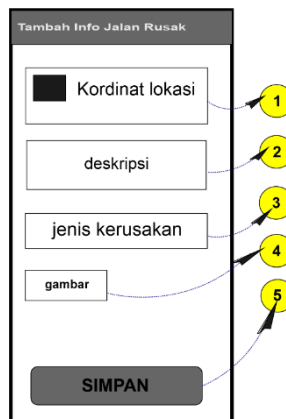 Tambah Info Jalan Rusak
Kordinat lokasi
1
deskripsi
2
jenis kerusakan
3
gambar
4
SIMPAN
5